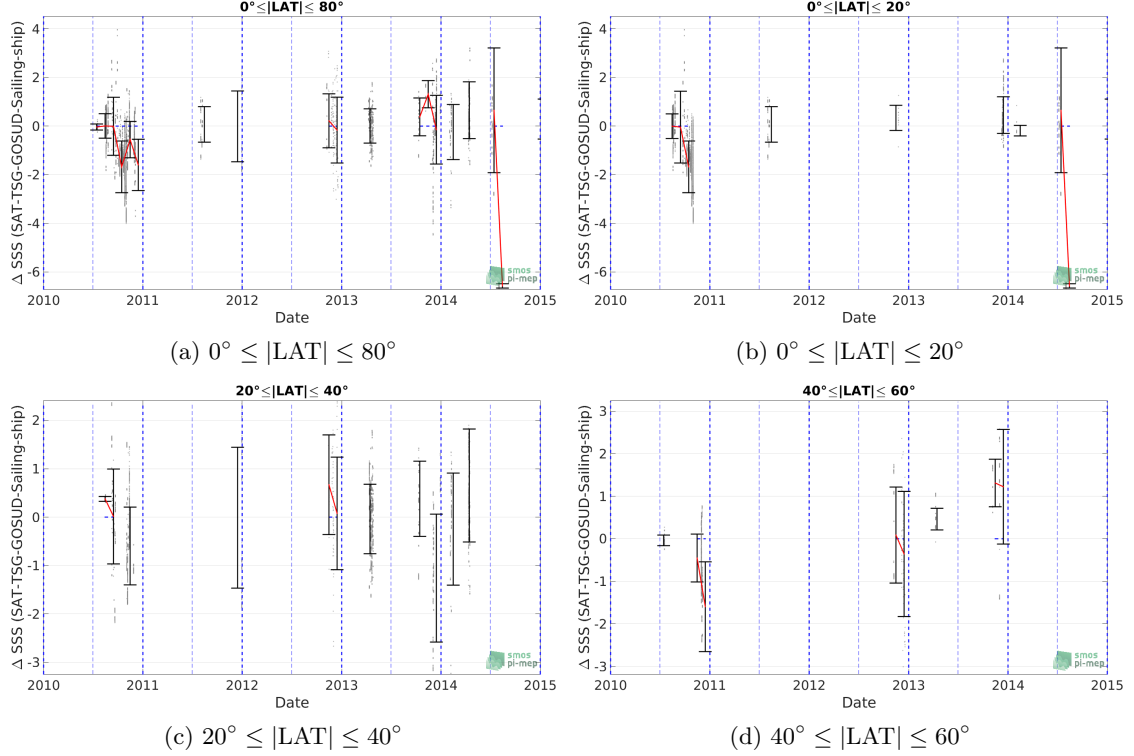 0°≤|LAT|≤ 80°
Δ SSS (SAT-TSG-GOSUD-Sailing-ship)
4
2
0
-2
-4
-6
2010 2011 2012 2013 2014 2015
Date
smos
pi-mep
(a) 0° ≤ |LAT| ≤ 80°
0°≤|LAT|≤ 20°
Δ SSS (SAT-TSG-GOSUD-Sailing-ship)
4
2
0
-2
-4
-6
2010 2011 2012 2013 2014 2015
Date
smos
pi-mep
(b) 0° ≤ |LAT| ≤ 20°
20°≤|LAT|≤ 40°
Δ SSS (SAT-TSG-GOSUD-Sailing-ship)
2
1
0
-1
-2
-3
2010 2011 2012 2013 2014 2015
Date
smos
pi-mep
(c) 20° ≤ |LAT| ≤ 40°
40°≤|LAT|≤ 60°
Δ SSS (SAT-TSG-GOSUD-Sailing-ship)
3
2
1
0
-1
-2
-3
2010 2011 2012 2013 2014 2015
Date
smos
pi-mep
(d) 40° ≤ |LAT| ≤ 60°